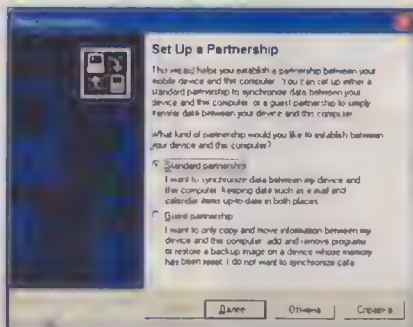 Set Up a Partnership
This wizard helps you establish a partnership between your
mobile device and this computer. You can set up either a
standard partnership to synchronize data between your
device and this computer, or a guest partnership to simply
transfer data between your device and this computer.
What kind of partnership would you like to establish between
your device and this computer?
Standard partnership
I want to synchronize data between my device and
this computer, keeping data such as e-mail and
calendar items up-to-date in both places.
Guest partnership
I want to only copy and move information between my
device and this computer, add and remove programs
or restore a backup image on a device whose memory
has been reset. I do not want to synchronize data.
Далее
Отмена
Справка